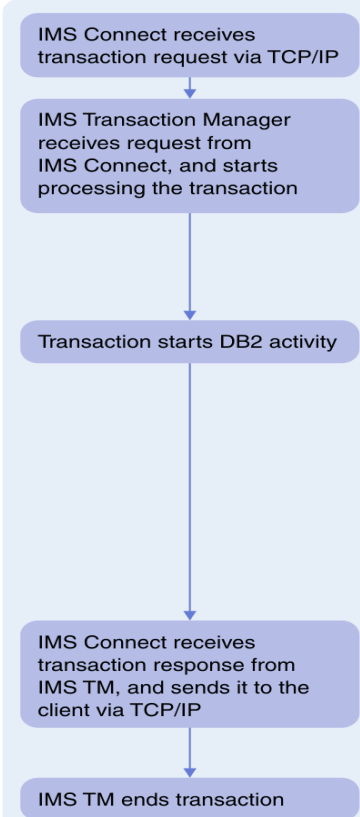 IMS Connect receives
transaction request via TCP/IP
IMS Transaction Manager
receives request from
IMS Connect, and starts
processing the transaction
Transaction starts DB2 activity
IMS Connect receives
transaction response from
IMS TM, and sends it to the
client via TCP/IP
IMS TM ends transaction